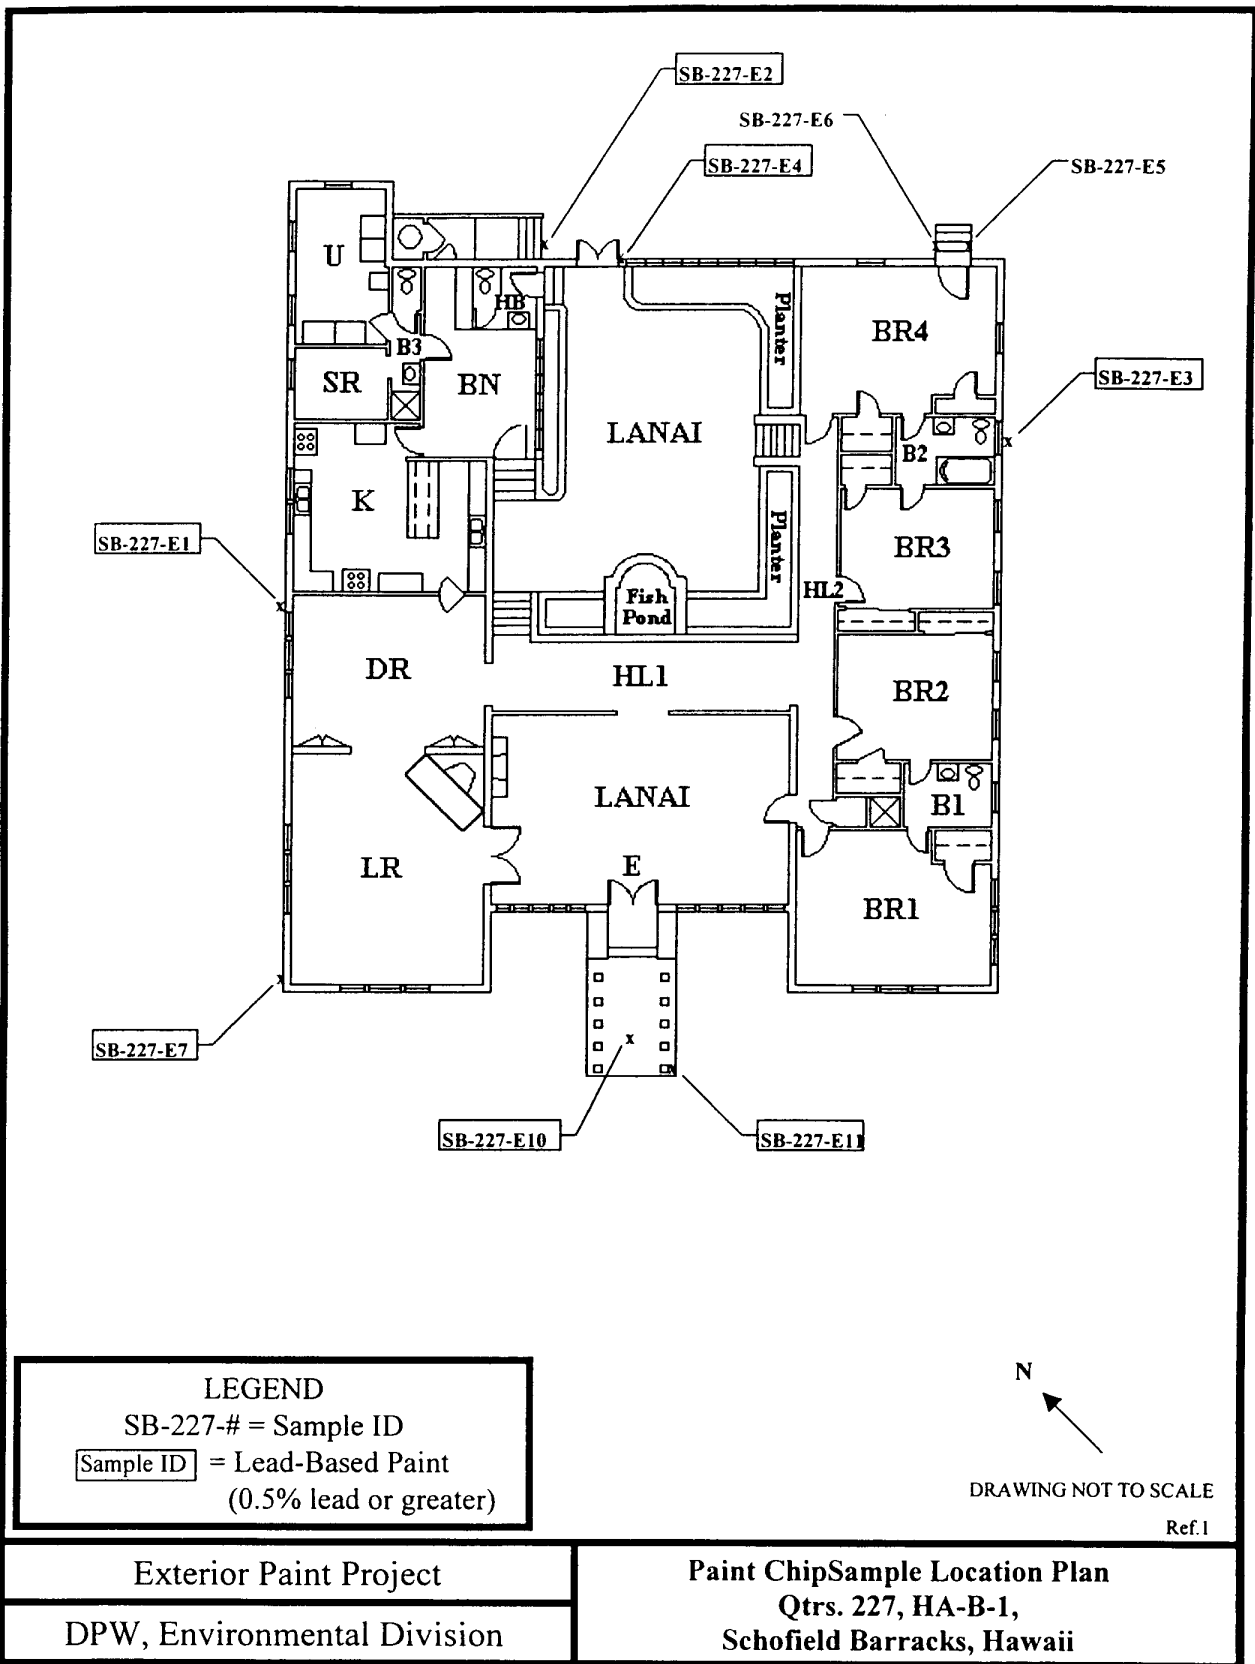 SB-227-E2
SB-227-E6
SB-227-E4
SB-227-E5
U
HB
Planter
BR4
B3
SR
BN
SB-227-E3
LANAI
B2
K
SB-227-E1
Planter
BR3
HL2
Fish
Pond
DR
HL1
BR2
LANAI
B1
LR
E
BR1
SB-227-E7
x
x
x
x
x
SB-227-E10
SB-227-E11
LEGEND
SB-227-# = Sample ID
Sample ID = Lead-Based Paint
(0.5% lead or greater)
N
DRAWING NOT TO SCALE
Ref.1
Exterior Paint Project
DPW, Environmental Division
Paint ChipSample Location Plan
Qtrs. 227, HA-B-1,
Schofield Barracks, Hawaii